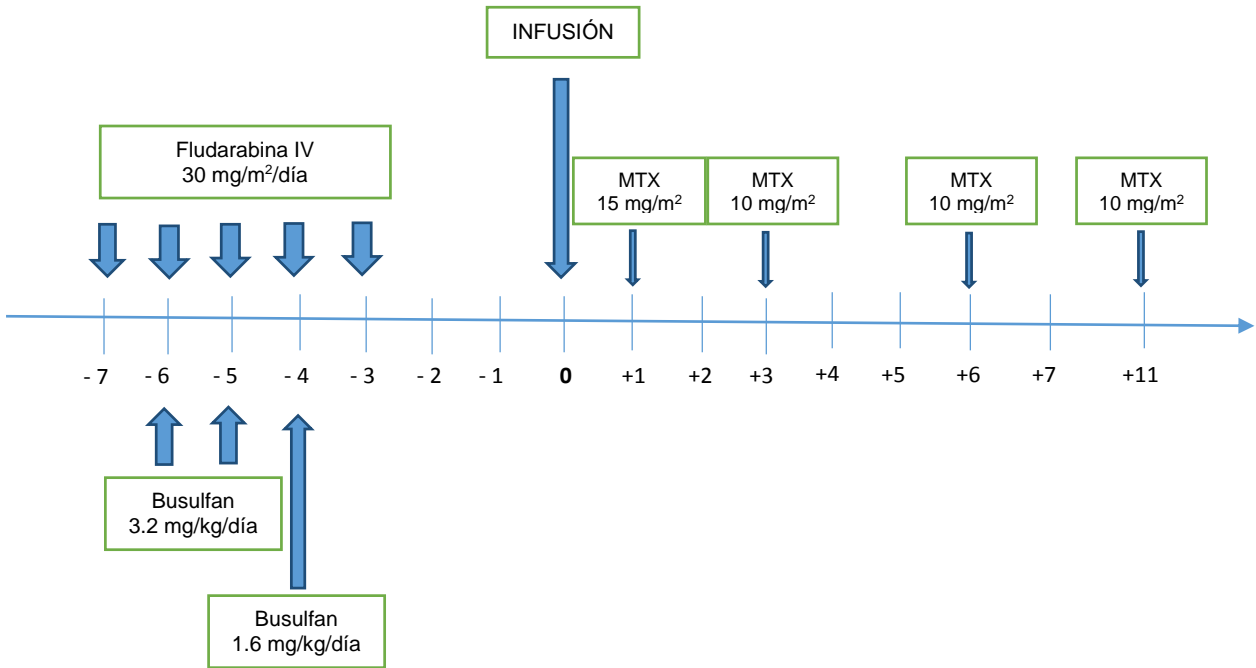 INFUSIÓN
Fludarabina IV
30 mg/m²/día
MTX
15 mg/m²
MTX
10 mg/m²
MTX
10 mg/m²
MTX
10 mg/m²
- 7 - 6 - 5 - 4 - 3 - 2 - 1 0 +1 +2 +3 +4 +5 +6 +7 +11
Busulfan
3.2 mg/kg/día
Busulfan
1.6 mg/kg/día